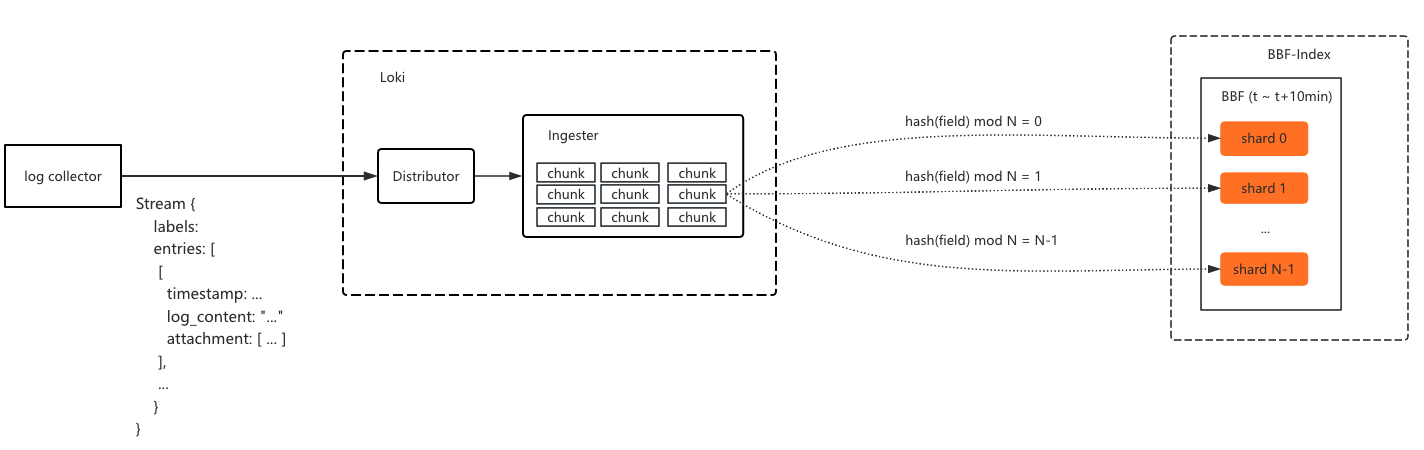 log collector
Stream {
labels:
entries: [
[
timestamp: ...
log_content: "..."
attachment: [ ... ]
],
...
}
}
Loki
Distributor
Ingester
chunk chunk chunk
chunk chunk chunk
chunk chunk chunk
hash(field) mod N = 0
hash(field) mod N = 1
hash(field) mod N = N-1
BBF-Index
BBF (t ~ t+10min)
shard 0
shard 1
...
shard N-1